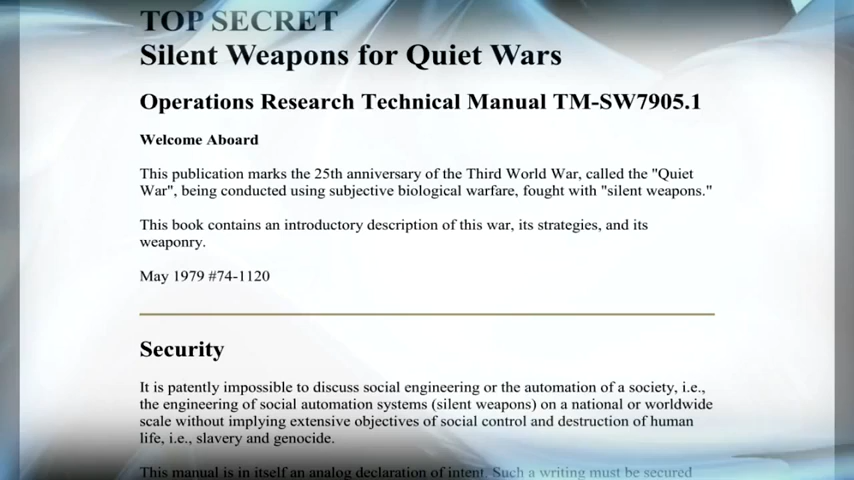 TOP SECRET
Silent Weapons for Quiet Wars
Operations Research Technical Manual TM-SW7905.1
Welcome Aboard
This publication marks the 25th anniversary of the Third World War, called the "Quiet
War", being conducted using subjective biological warfare, fought with "silent weapons."
This book contains an introductory description of this war, its strategies, and its
weaponry.
May 1979 #74-1120
Security
It is patently impossible to discuss social engineering or the automation of a society, i.e.,
the engineering of social automation systems (silent weapons) on a national or worldwide
scale without implying extensive objectives of social control and destruction of human
life, i.e., slavery and genocide.
This manual is in itself an analog declaration of intent. Such a writing must be secured